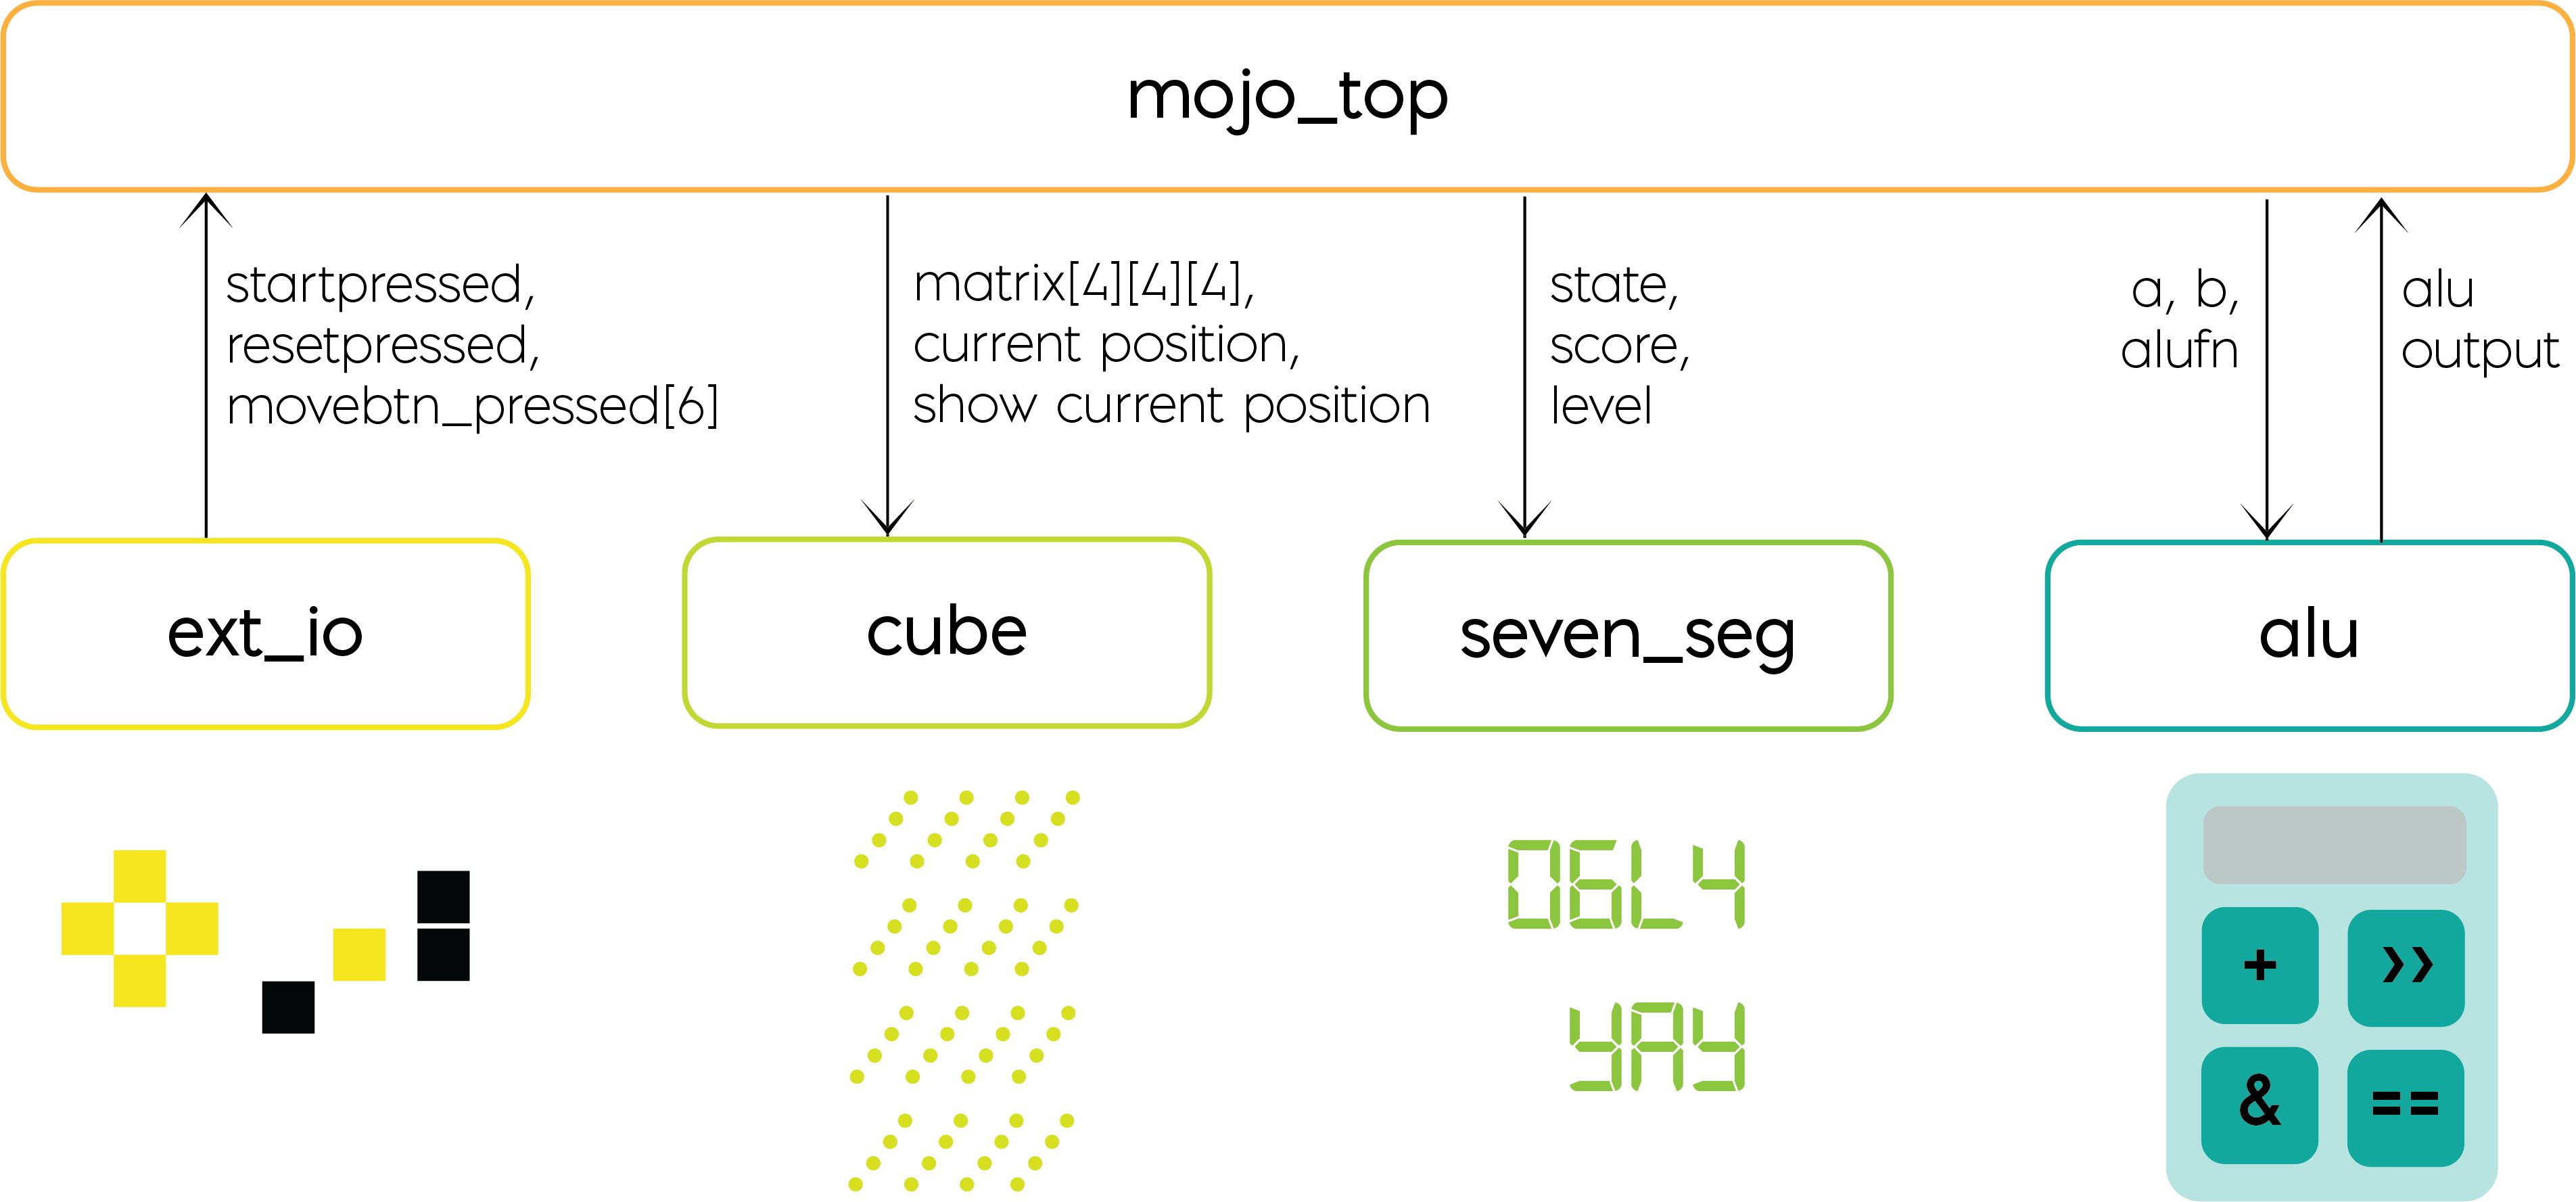 mojo_top
startpressed,
resetpressed,
movebtn_pressed[6]
matrix[4][4][4],
current position,
show current position
state,
score,
level
a, b,
alufn
alu
output
ext_io
cube
seven_seg
alu
06L4
YAY
+
››
&
==